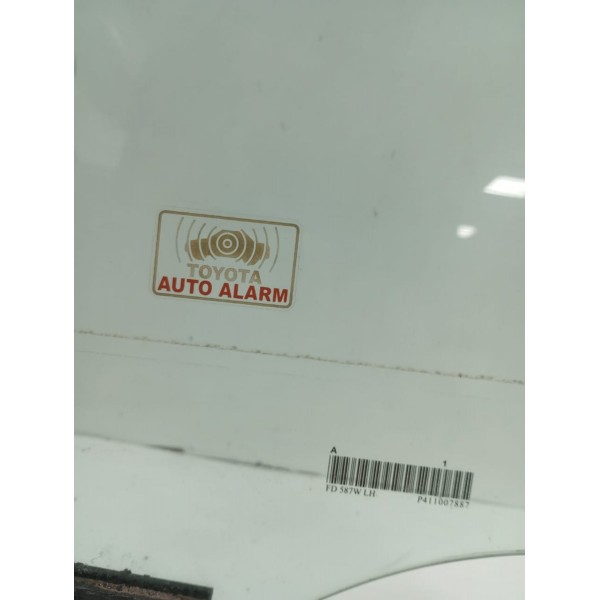 TOYOTA
AUTO ALARM
A 1
FD 587W LH P411007887